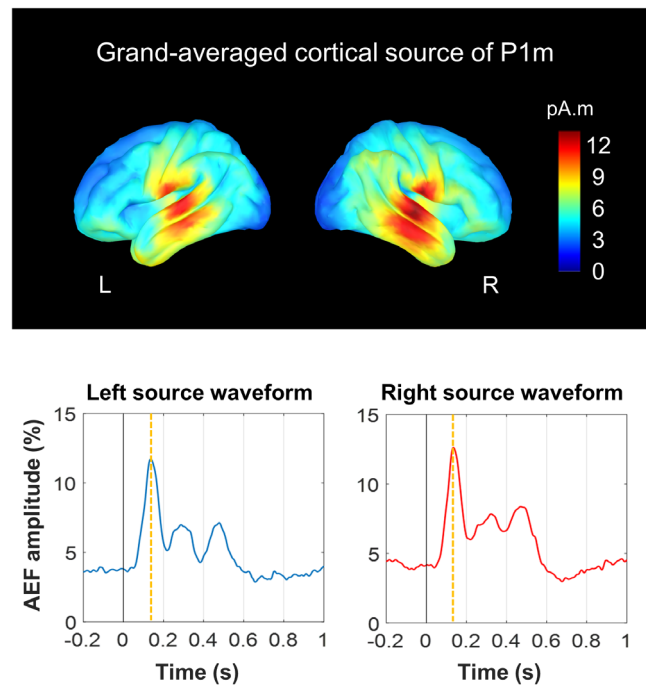 Grand-averaged cortical source of P1m
pA.m
12
9
6
3
0
L
R
Left source waveform
Right source waveform
AEF amplitude (%)
15
10
5
0
-0.2 0 0.2 0.4 0.6 0.8 1
Time (s)
15
10
5
0
-0.2 0 0.2 0.4 0.6 0.8 1
Time (s)